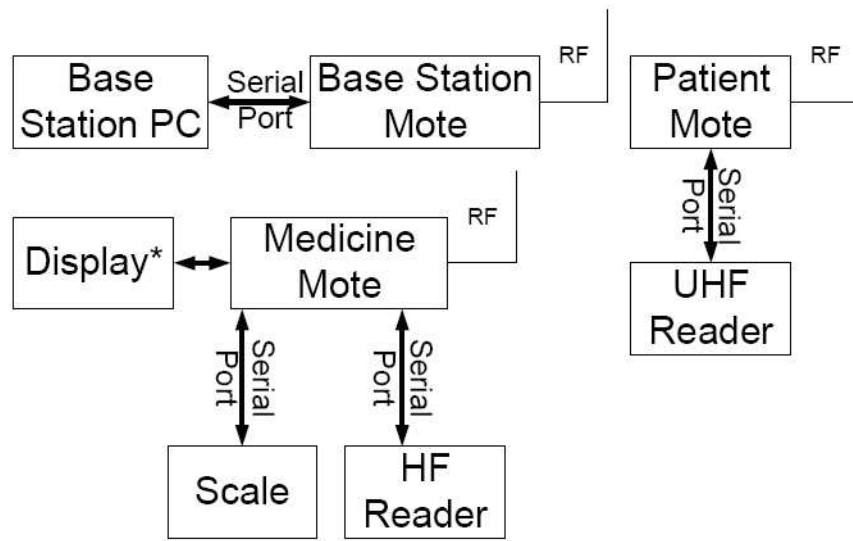 Base
Station PC
Serial
Port
Base Station
Mote
RF
Patient
Mote
RF
Serial
Port
UHF
Reader
Display*
Medicine
Mote
RF
Serial
Port
Serial
Port
Scale
HF
Reader